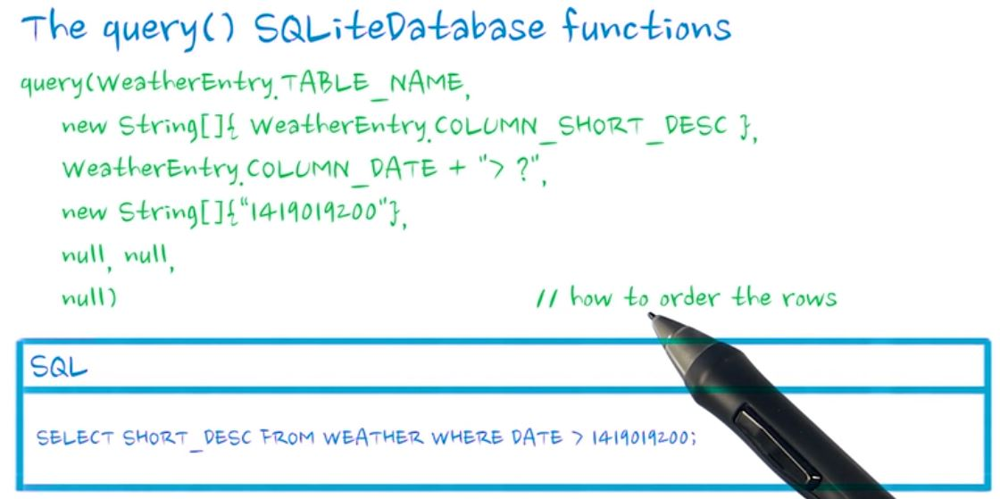 The query() SQLiteDatabase functions
query(WeatherEntry.TABLE_NAME,
new String[]{ WeatherEntry.COLUMN_SHORT_DESC },
WeatherEntry.COLUMN_DATE + "> ?",
new String[]{"1419019200"},
null, null,
null) // how to order the rows
SQL
SELECT SHORT_DESC FROM WEATHER WHERE DATE > 1419019200;